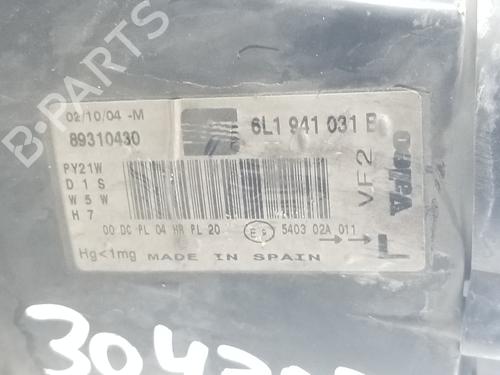 B-PARTS
02/10/04 -M
89310430
6L1 941 031 B
PY21W
D1S
W5W
H7
Valeo
VF2
L
00 DC PL 04 HR PL 20
E9
5403 02A 011
Hg<1mg MADE IN SPAIN